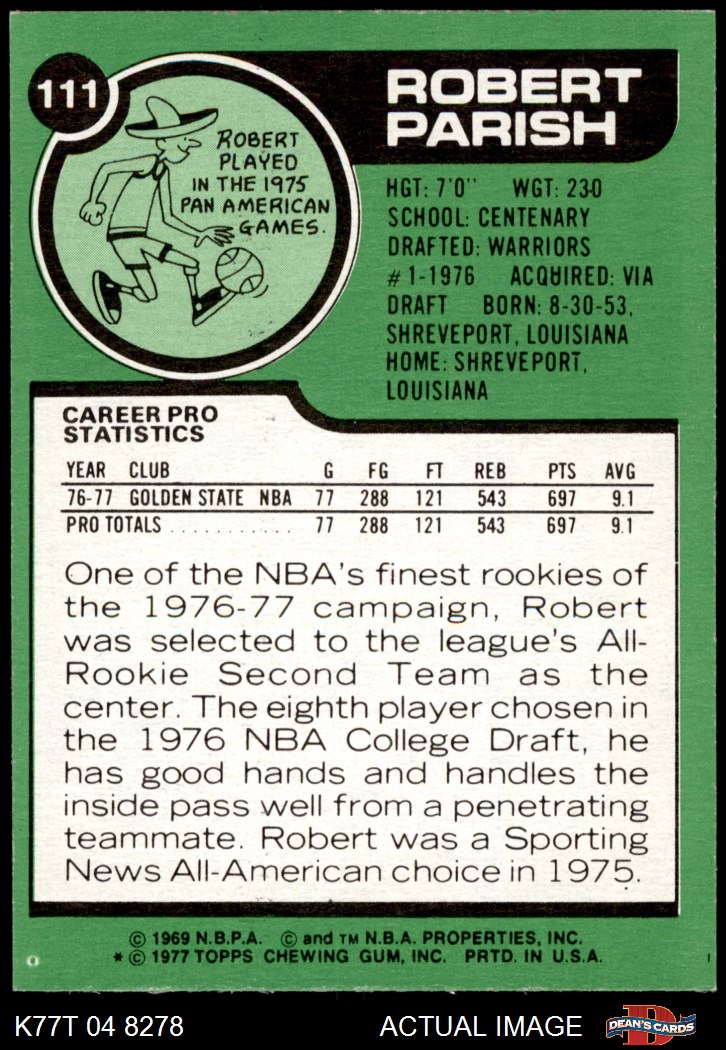 111
ROBERT
PARISH
ROBERT
PLAYED
IN THE 1975
PAN AMERICAN
GAMES.
HGT: 7'0" WGT: 230
SCHOOL: CENTENARY
DRAFTED: WARRIORS
#1-1976 ACQUIRED: VIA
DRAFT BORN: 8-30-53,
SHREVEPORT, LOUISIANA
HOME: SHREVEPORT,
LOUISIANA
CAREER PRO
STATISTICS
YEAR CLUB G FG FT REB PTS AVG
76-77 GOLDEN STATE NBA 77 288 121 543 697 9.1
PRO TOTALS . . . . . . . . . . . . 77 288 121 543 697 9.1
One of the NBA's finest rookies of
the 1976-77 campaign, Robert
was selected to the league's All-
Rookie Second Team as the
center. The eighth player chosen in
the 1976 NBA College Draft, he
has good hands and handles the
inside pass well from a penetrating
teammate. Robert was a Sporting
News All-American choice in 1975.
© 1969 N.B.P.A. © and TM N.B.A. PROPERTIES, INC.
* © 1977 TOPPS CHEWING GUM, INC. PRTD. IN U.S.A.
K77T 04 8278 ACTUAL IMAGE D DEAN'S CARDS